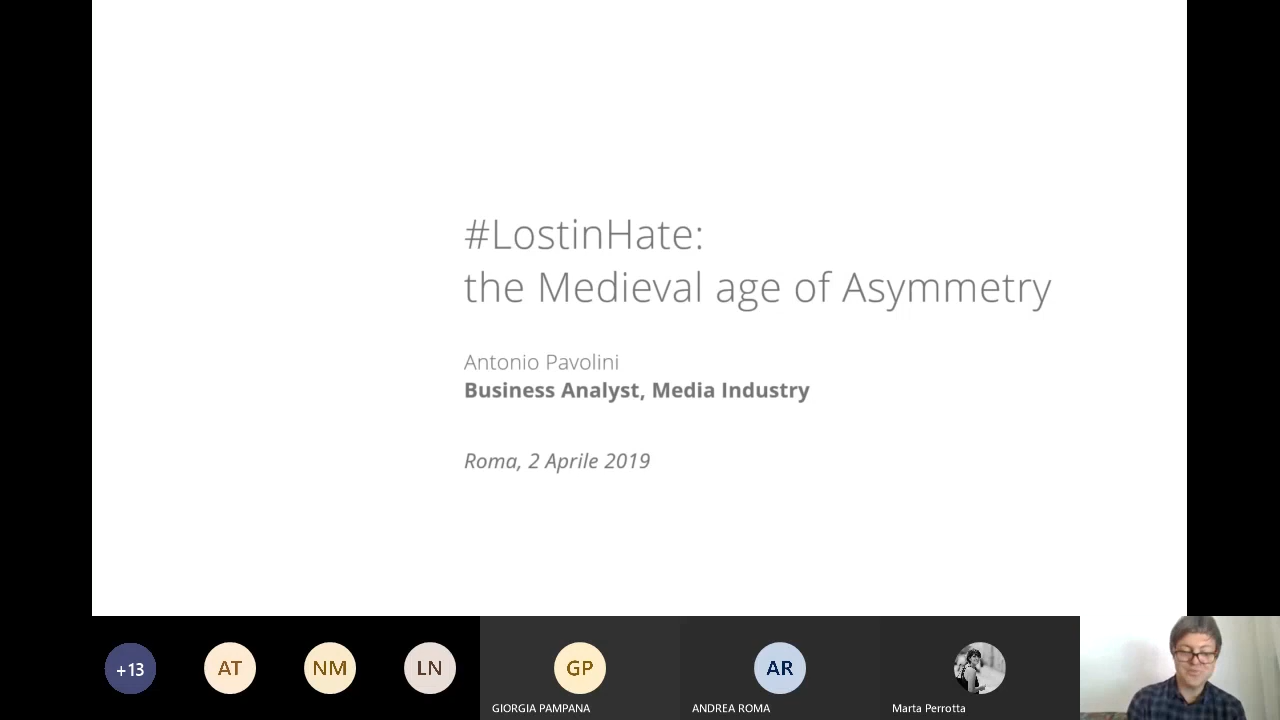 #LostinHate:
the Medieval age of Asymmetry
Antonio Pavolini
Business Analyst, Media Industry
Roma, 2 Aprile 2019
+13
AT
NM
LN
GP
AR
GIORGIA PAMPANA
ANDREA ROMA
Marta Perrotta